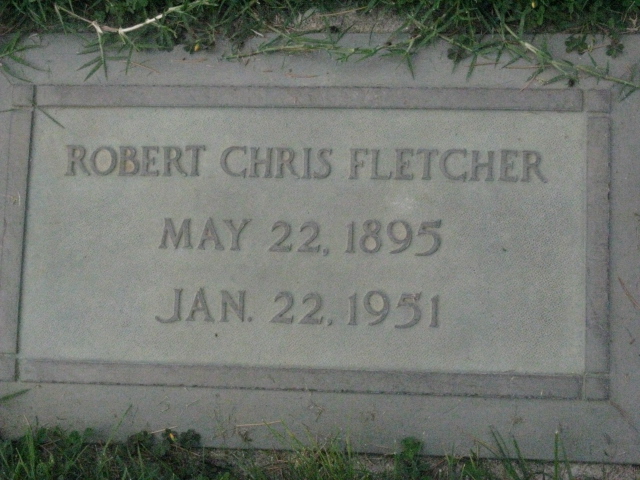 ROBERT CHRIS FLETCHER
MAY 22, 1895
JAN. 22, 1951